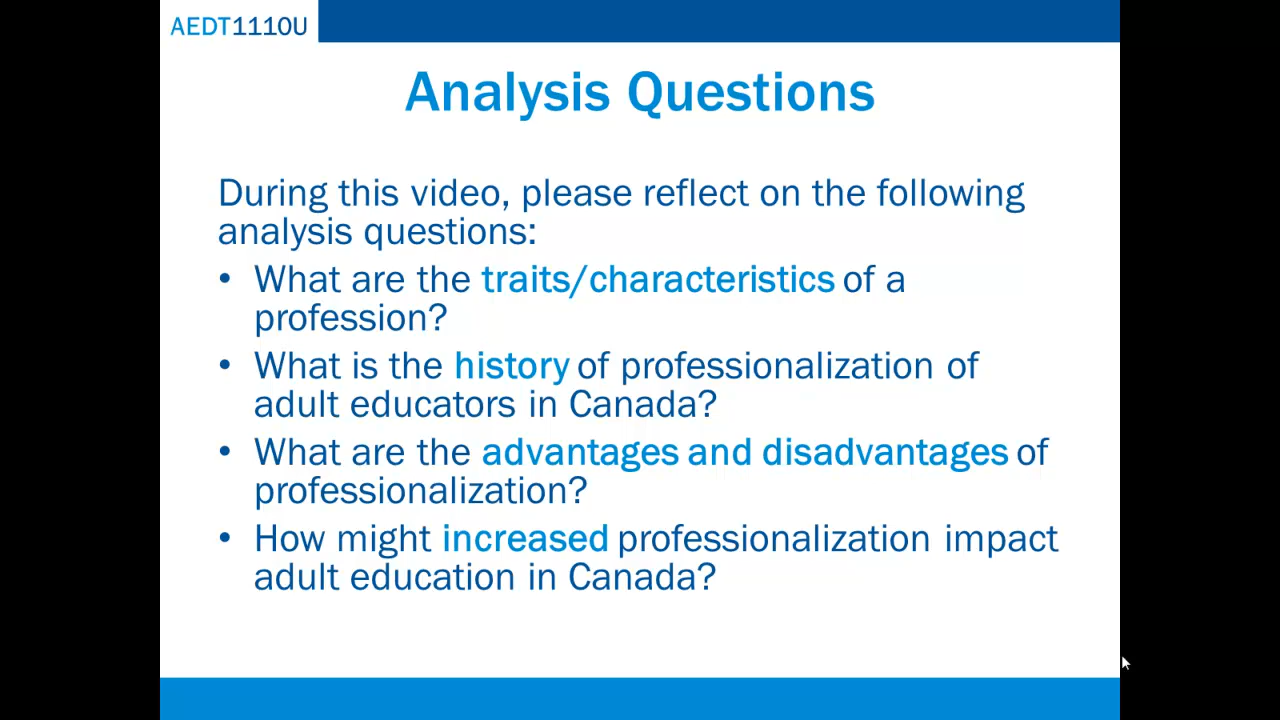 AEDT1110U
Analysis Questions
During this video, please reflect on the following
analysis questions:
• What are the traits/characteristics of a
profession?
• What is the history of professionalization of
adult educators in Canada?
• What are the advantages and disadvantages of
professionalization?
• How might increased professionalization impact
adult education in Canada?